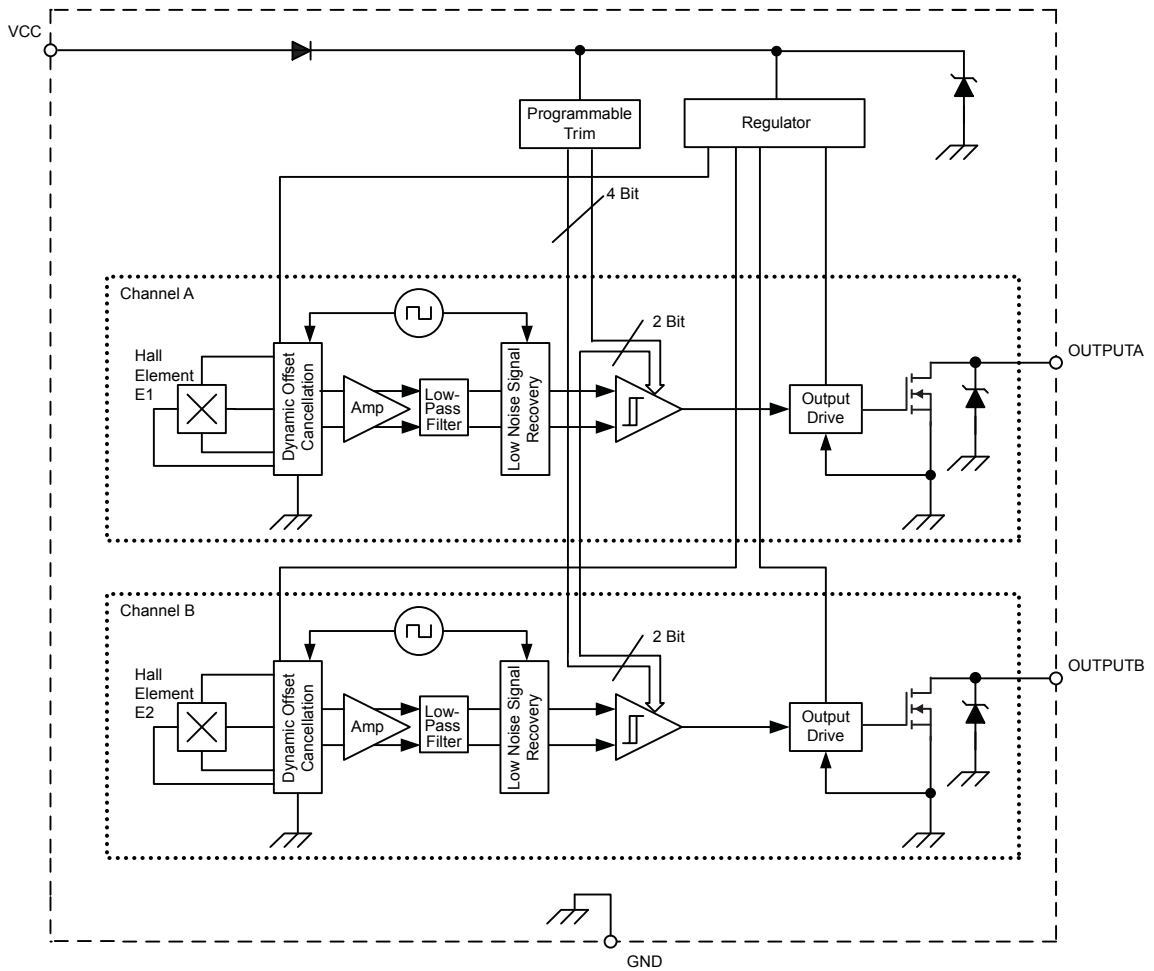 VCC
Programmable
Trim
Regulator
4 Bit
Channel A
2 Bit
OUTPUTA
Hall
Element
E1
Dynamic Offset
Cancellation
Amp
Low-
Pass
Filter
Low Noise Signal
Recovery
Output
Drive
Channel B
2 Bit
OUTPUTB
Hall
Element
E2
Dynamic Offset
Cancellation
Amp
Low-
Pass
Filter
Low Noise Signal
Recovery
Output
Drive
GND